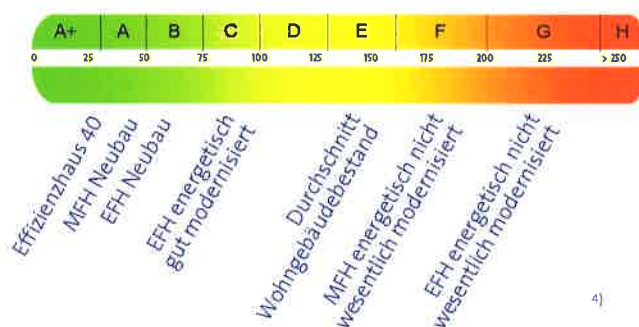 A+ A B C D E F G H
0 25 50 75 100 125 150 175 200 225 > 250
Effizienzhaus 40
MFH Neubau
EFH Neubau
EFH energetisch
gut modernisiert
Durchschnitt
Wohngebäudebestand
MFH energetisch nicht
wesentlich modernisiert
EFH energetisch nicht
wesentlich modernisiert
4)